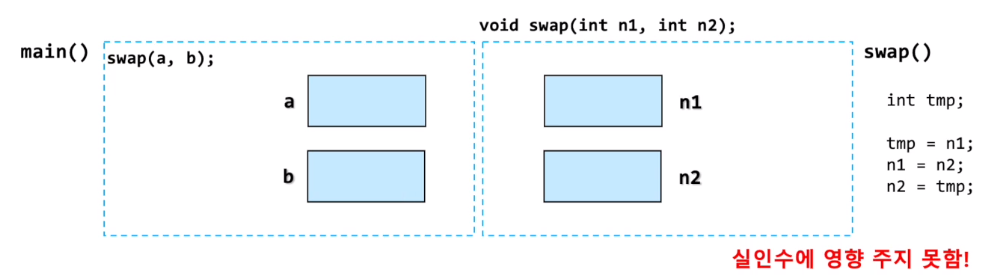 void swap(int n1, int n2);
main()
swap(a, b);
swap()
a
n1
int tmp;
b
n2
tmp = n1;
n1 = n2;
n2 = tmp;
실인수에 영향 주지 못함!